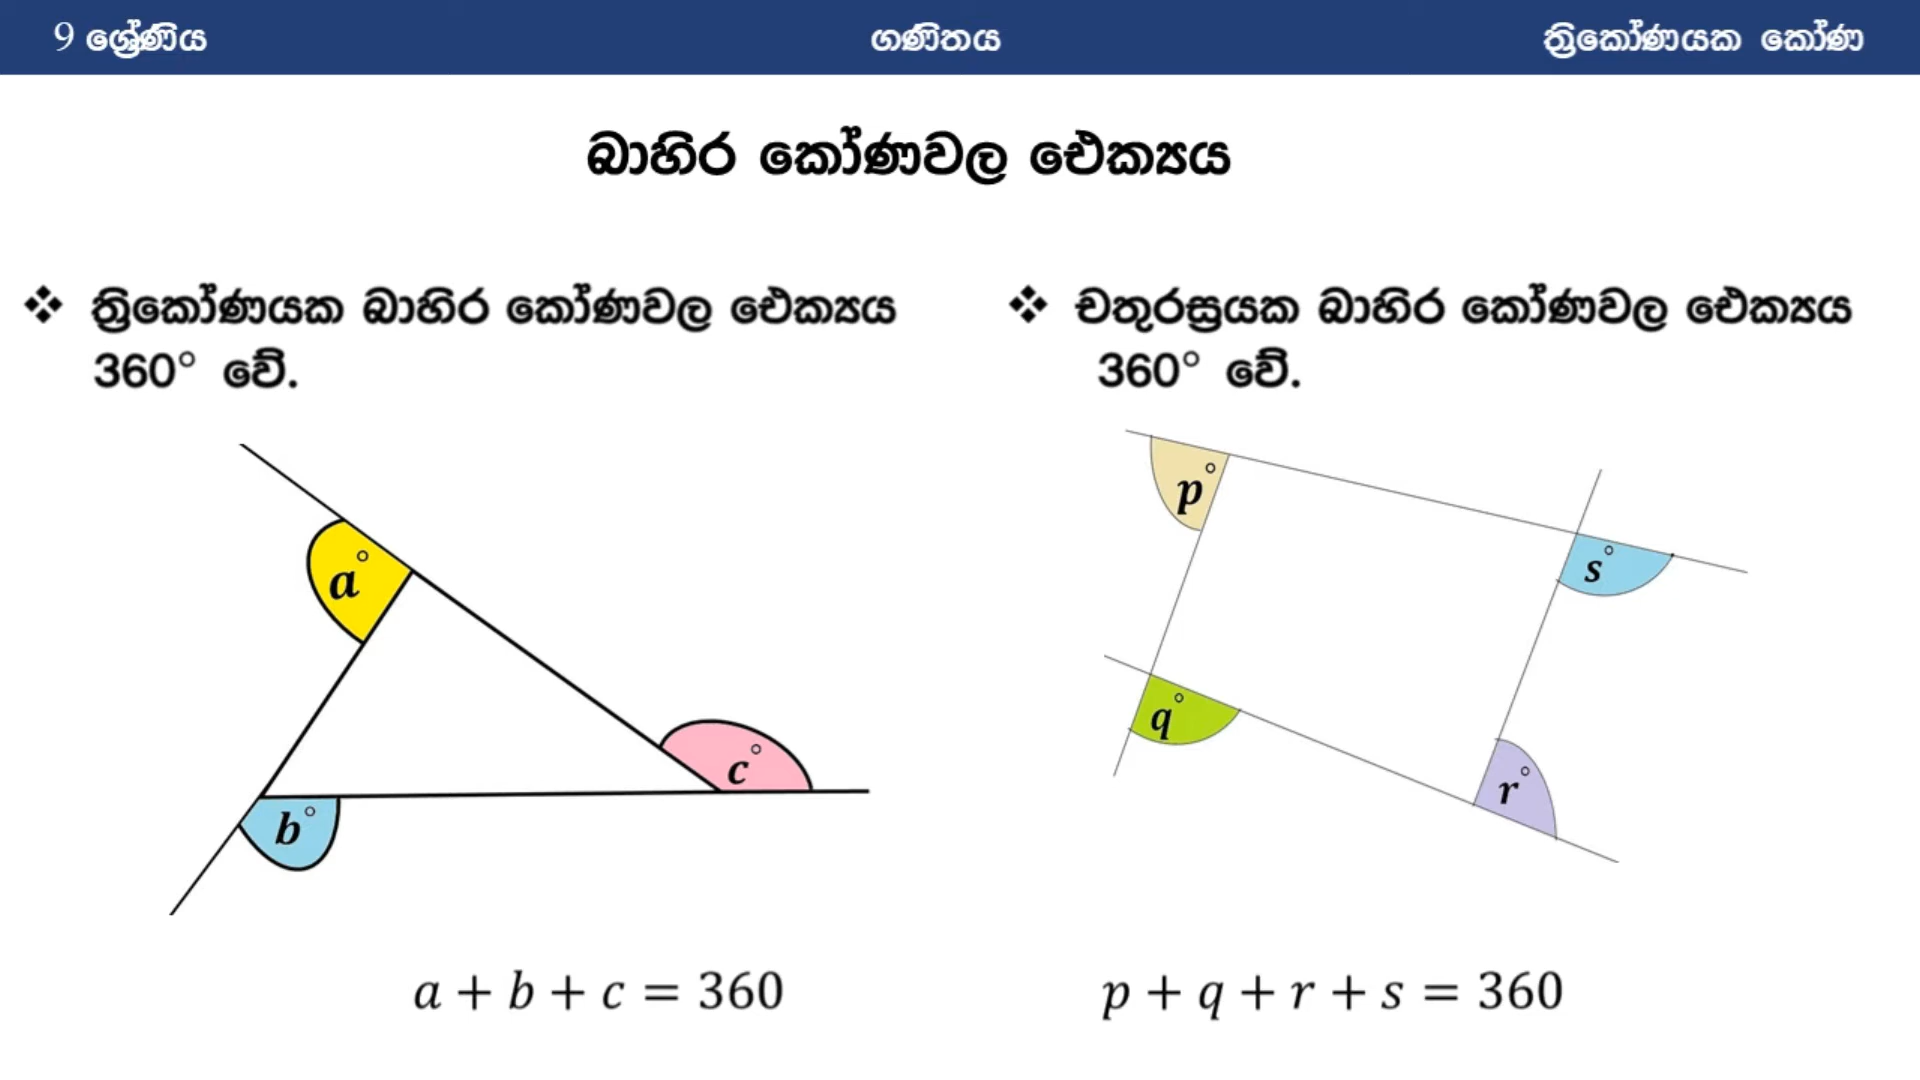 9 ශ්‍රේණිය ගණිතය ත්‍රිකෝණයක කෝණ
බාහිර කෝණවල ඓක්‍යය
❖ ත්‍රිකෝණයක බාහිර කෝණවල ඓක්‍යය
360° වේ.
a°
b°
c°
a + b + c = 360
❖ චතුරස්‍රයක බාහිර කෝණවල ඓක්‍යය
360° වේ.
p°
s°
q°
r°
p + q + r + s = 360